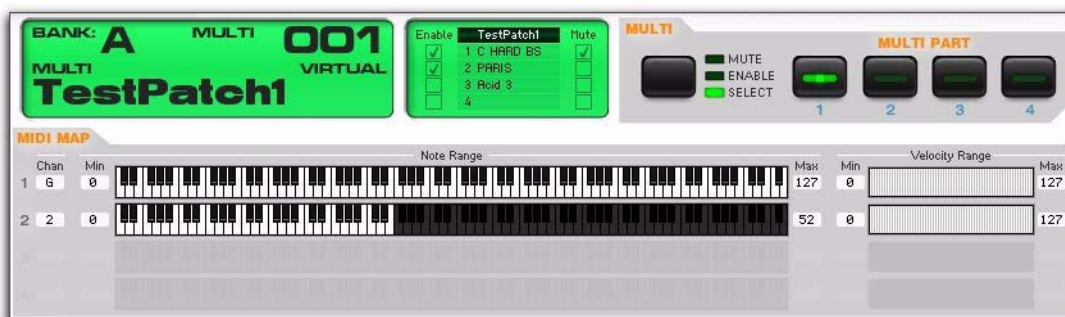 BANK: A MULTI 001
MULTI VIRTUAL
TestPatch1
Enable TestPatch1 Mute
1 C HARD BS
2 PARIS
3 Acid 3
4
MULTI
MUTE
ENABLE
SELECT
MULTI PART
1 2 3 4
MIDI MAP
Note Range Velocity Range
Chan Min Max Min Max
1 G 0 127 0 127
2 2 0 52 0 127